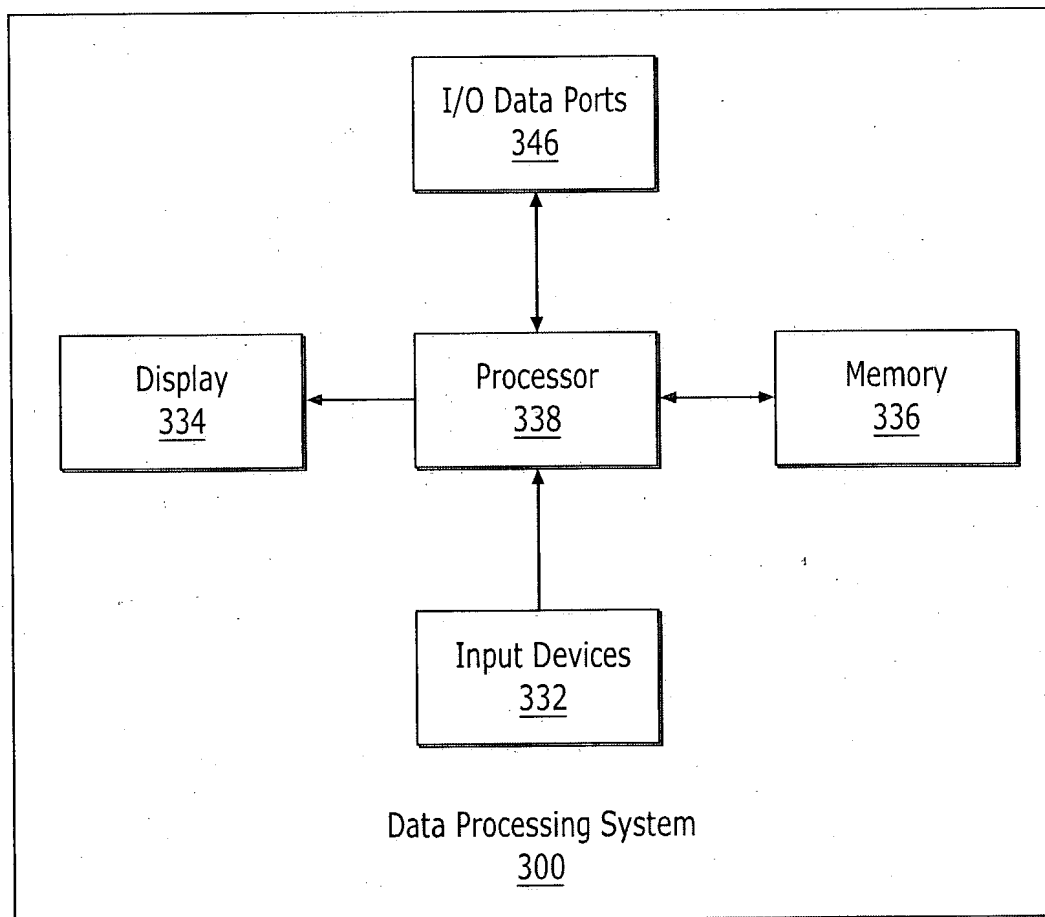 I/O Data Ports
346
Display
334
Processor
338
Memory
336
Input Devices
332
Data Processing System
300